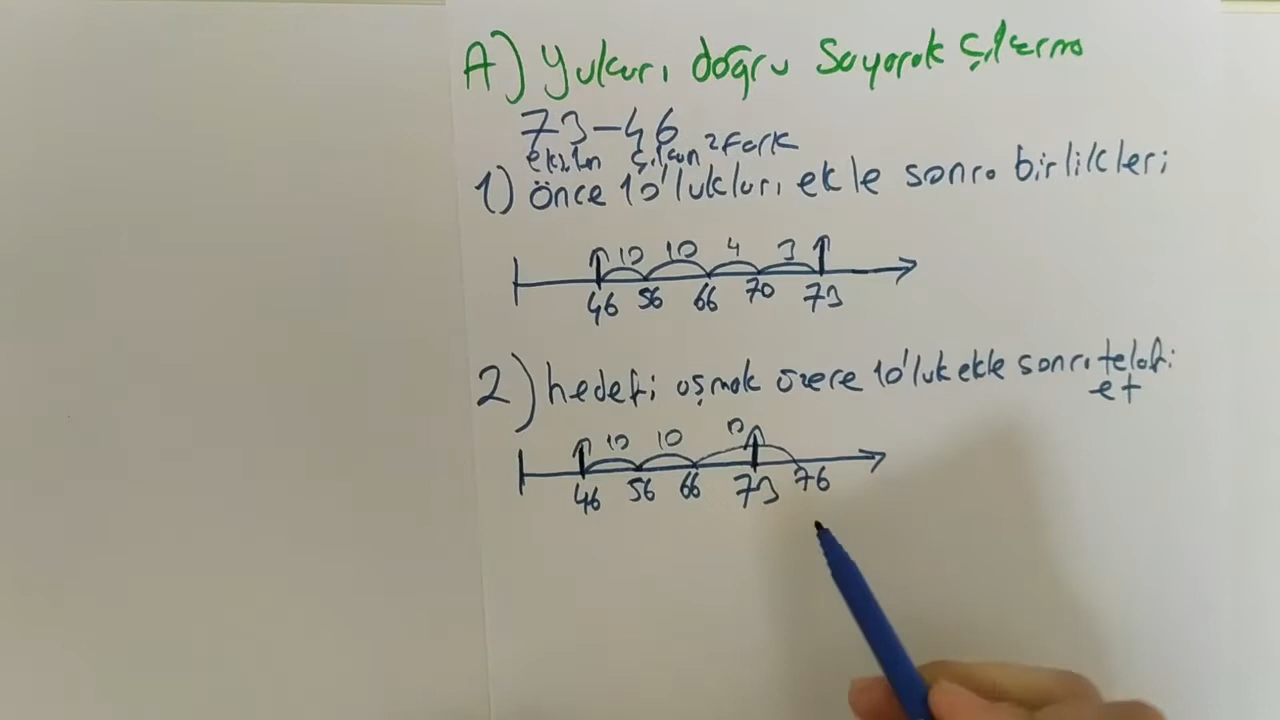 A) Yukarı doğru Sayarak Çıkarma
73-46
eksilen çıkan = fark
1) önce 10'lukları ekle sonra birlikleri
10 10 4 3
46 56 66 70 73
2) hedefi aşmak üzere 10'luk ekle sonra telafi
et
10 10 10
46 56 66 73 76